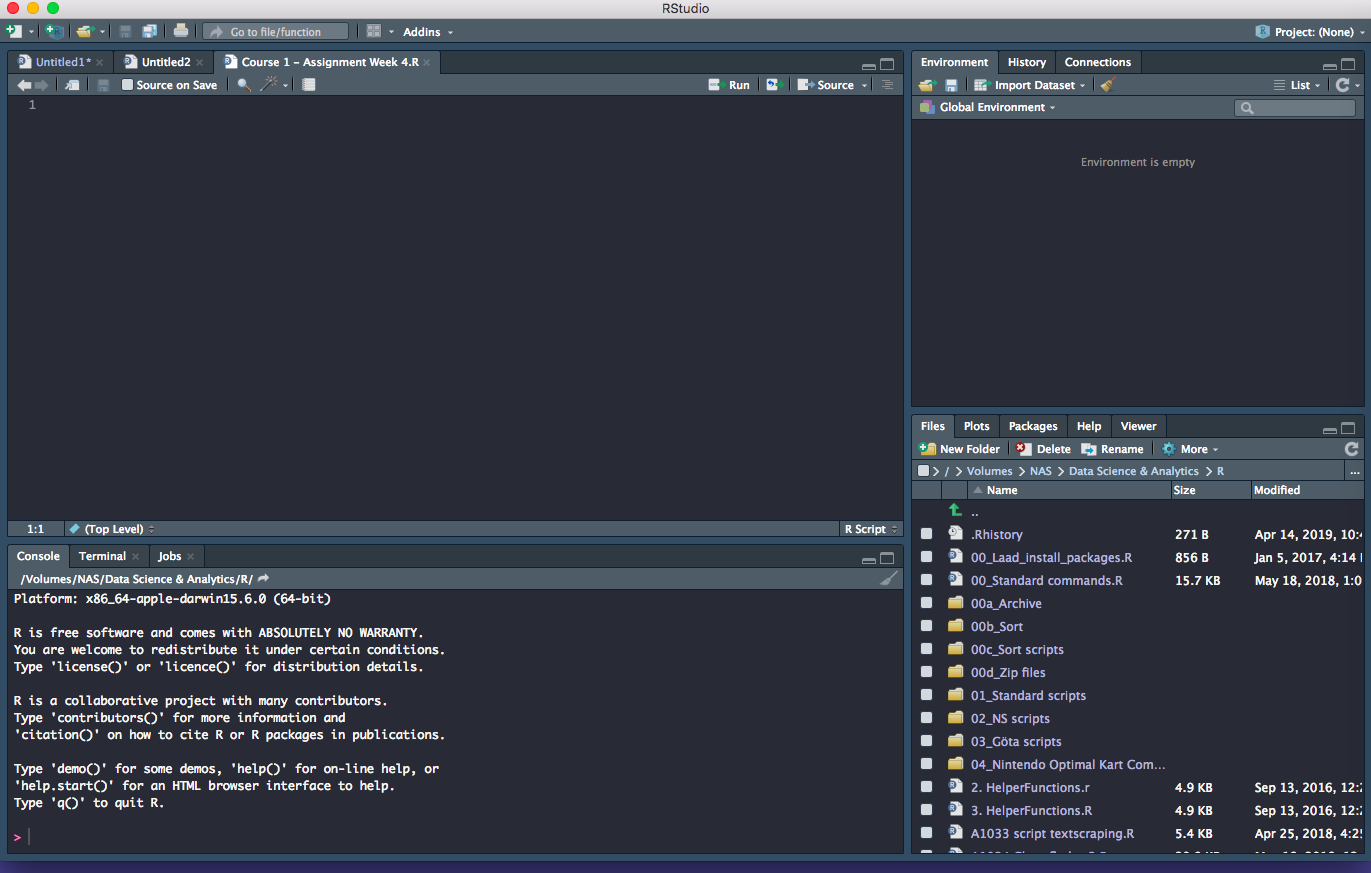 RStudio
Go to file/function
Addins
Project: (None)
Untitled1*
Untitled2
Course 1 – Assignment Week 4.R
Source on Save
Run
Source
1
1:1
(Top Level)
R Script
Console
Terminal
Jobs
/Volumes/NAS/Data Science & Analytics/R/
Platform: x86_64-apple-darwin15.6.0 (64-bit)
R is free software and comes with ABSOLUTELY NO WARRANTY.
You are welcome to redistribute it under certain conditions.
Type 'license()' or 'licence()' for distribution details.
R is a collaborative project with many contributors.
Type 'contributors()' for more information and
'citation()' on how to cite R or R packages in publications.
Type 'demo()' for some demos, 'help()' for on-line help, or
'help.start()' for an HTML browser interface to help.
Type 'q()' to quit R.
>
Environment
History
Connections
Import Dataset
List
Global Environment
Environment is empty
Files
Plots
Packages
Help
Viewer
New Folder
Delete
Rename
More
/ > Volumes > NAS > Data Science & Analytics > R
...
Name Size Modified
..
.Rhistory 271 B Apr 14, 2019, 10:4
00_Laad_install_packages.R 856 B Jan 5, 2017, 4:14
00_Standard commands.R 15.7 KB May 18, 2018, 1:0
00a_Archive
00b_Sort
00c_Sort scripts
00d_Zip files
01_Standard scripts
02_NS scripts
03_Göta scripts
04_Nintendo Optimal Kart Com...
2. HelperFunctions.r 4.9 KB Sep 13, 2016, 12:2
3. HelperFunctions.R 4.9 KB Sep 13, 2016, 12:2
A1033 script textscraping.R 5.4 KB Apr 25, 2018, 4:25